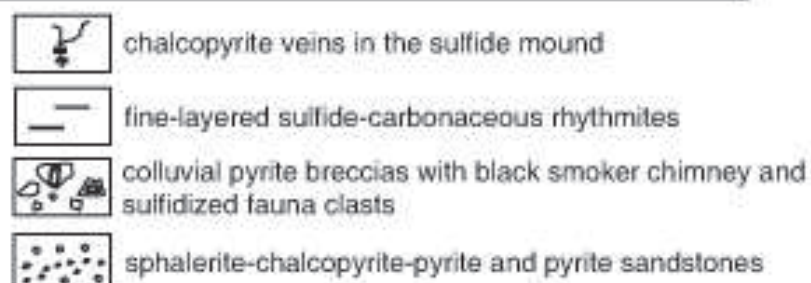 chalcopyrite veins in the sulfide mound
fine-layered sulfide-carbonaceous rhythmites
colluvial pyrite breccias with black smoker chimney and
sulfidized fauna clasts
sphalerite-chalcopyrite-pyrite and pyrite sandstones